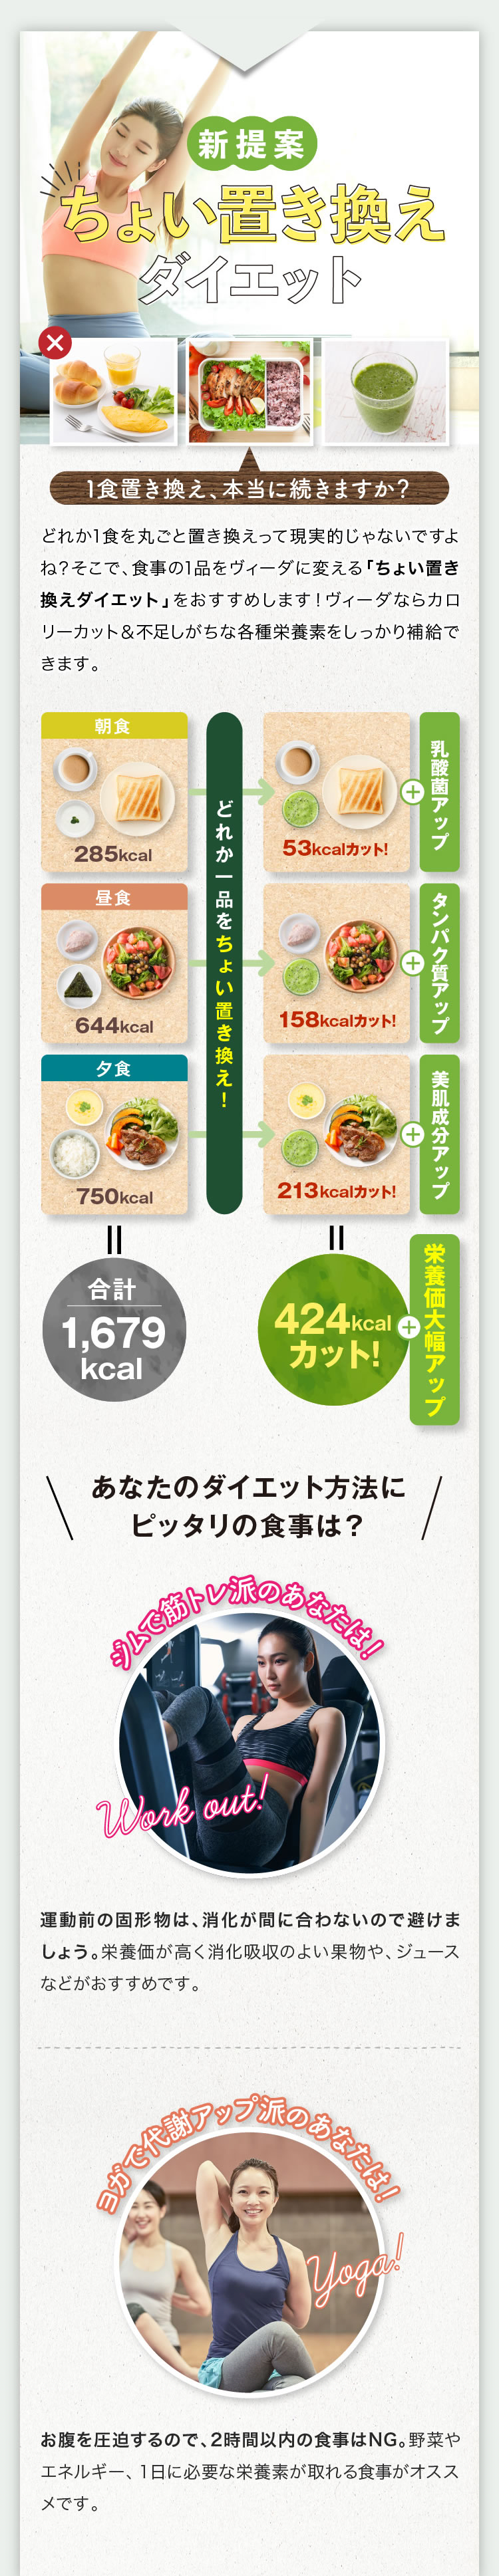 新提案
ちょい置き換え
ダイエット
1食置き換え、本当に続きますか?
どれか1食を丸ごと置き換えって現実的じゃないですよ
ね?そこで、食事の1品をヴィーダに変える「ちょい置き
換えダイエット」をおすすめします!ヴィーダならカロ
リーカット&不足しがちな各種栄養素をしっかり補給で
きます。
朝食
285kcal
昼食
644kcal
夕食
750kcal
どれか一品をちょい置き換え!
53kcalカット!
乳酸菌アップ
158kcalカット!
タンパク質アップ
213kcalカット!
美肌成分アップ
合計
1,679
kcal
424kcal
カット!
栄養価大幅アップ
あなたのダイエット方法に
ピッタリの食事は?
ジムで筋トレ派のあなたは!
Work out!
運動前の固形物は、消化が間に合わないので避けま
しょう。栄養価が高く消化吸収のよい果物や、ジュース
などがおすすめです。
ヨガで代謝アップ派のあなたは!
Yoga!
お腹を圧迫するので、2時間以内の食事はNG。野菜や
エネルギー、1日に必要な栄養素が取れる食事がオスス
メです。